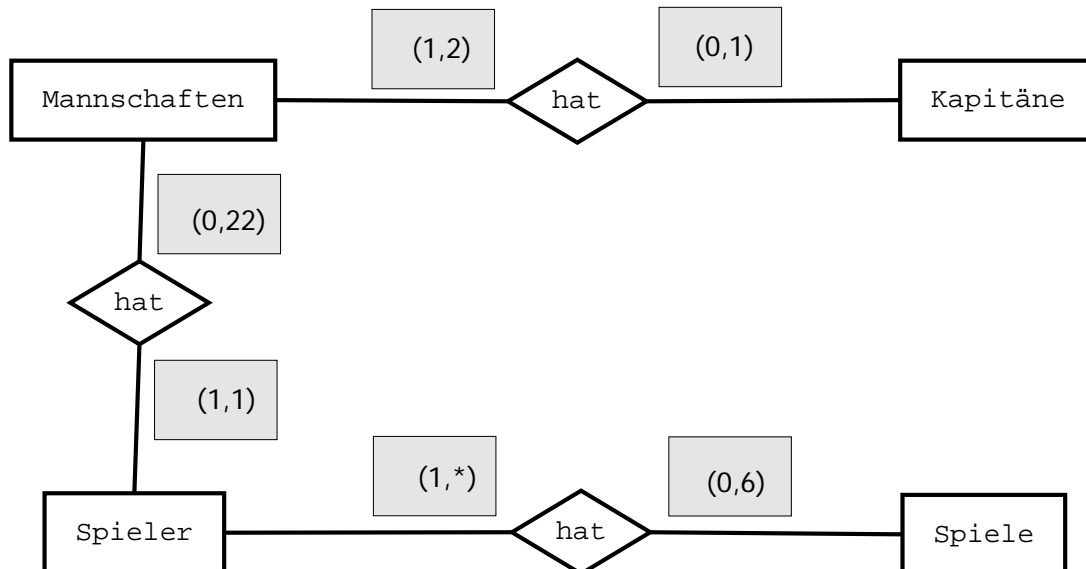 (1,2)
(0,1)
Mannschaften
hat
Kapitäne
(0,22)
hat
(1,1)
(1,*)
(0,6)
Spieler
hat
Spiele